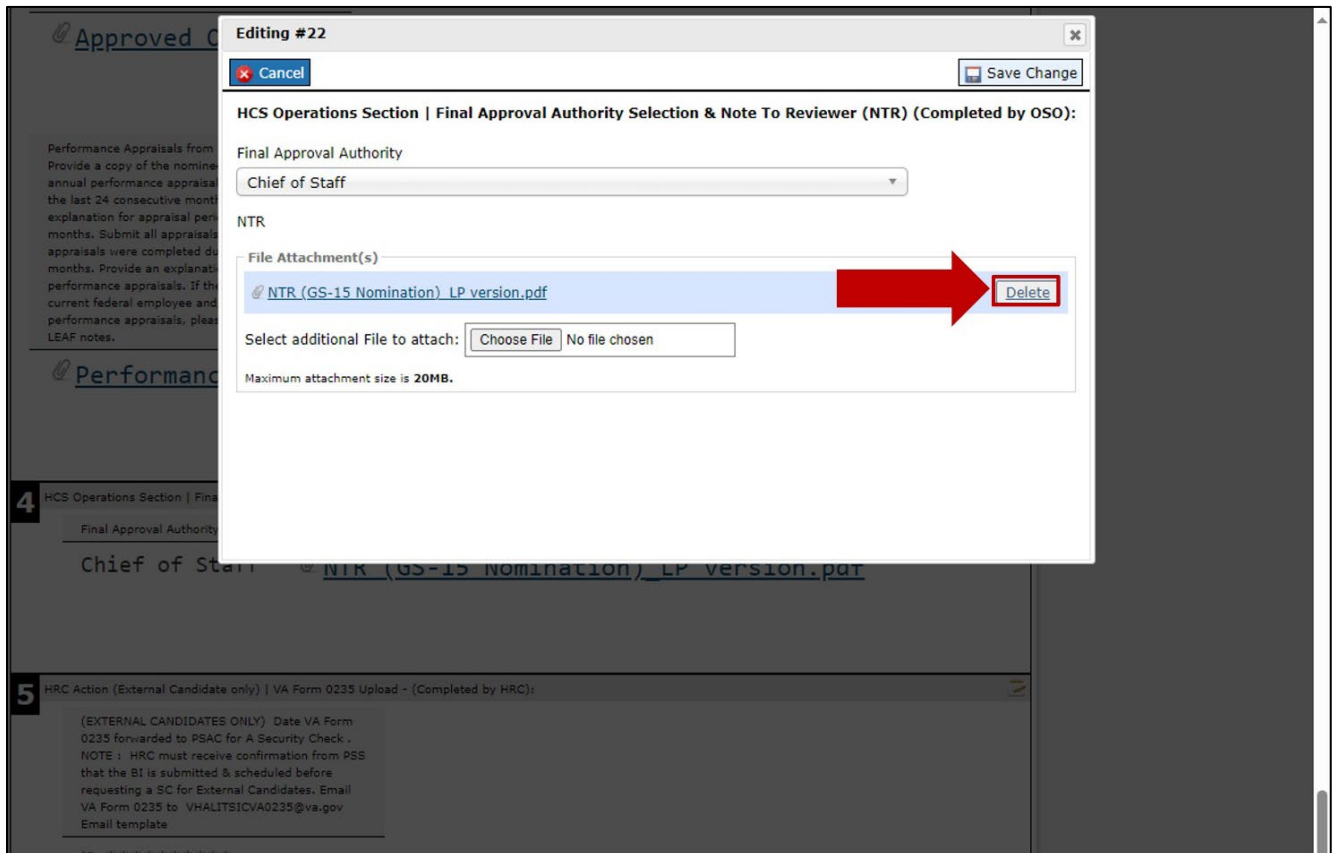 Approved C
Editing #22
Cancel
Save Change
HCS Operations Section | Final Approval Authority Selection & Note To Reviewer (NTR) (Completed by OSO):
Final Approval Authority
Chief of Staff
NTR
File Attachment(s)
NTR (GS-15 Nomination)_LP version.pdf
Delete
Select additional File to attach: Choose File No file chosen
Maximum attachment size is 20MB.
Performance Appraisals from
Provide a copy of the nomine
annual performance appraisal
the last 24 consecutive mont
explanation for appraisal peri
months. Submit all appraisals
appraisals were completed du
months. Provide an explanati
performance appraisals. If the
current federal employee and
performance appraisals, pleas
LEAF notes.
Performanc
4 HCS Operations Section | Fina
Final Approval Authority
Chief of Staff NTR (GS-15 Nomination)_LP version.pdf
5 HRC Action (External Candidate only) | VA Form 0235 Upload - (Completed by HRC):
(EXTERNAL CANDIDATES ONLY) Date VA Form
0235 forwarded to PSAC for A Security Check .
NOTE : HRC must receive confirmation from PSS
that the BI is submitted & scheduled before
requesting a SC for External Candidates. Email
VA Form 0235 to VHALITSICVA0235@va.gov
Email template